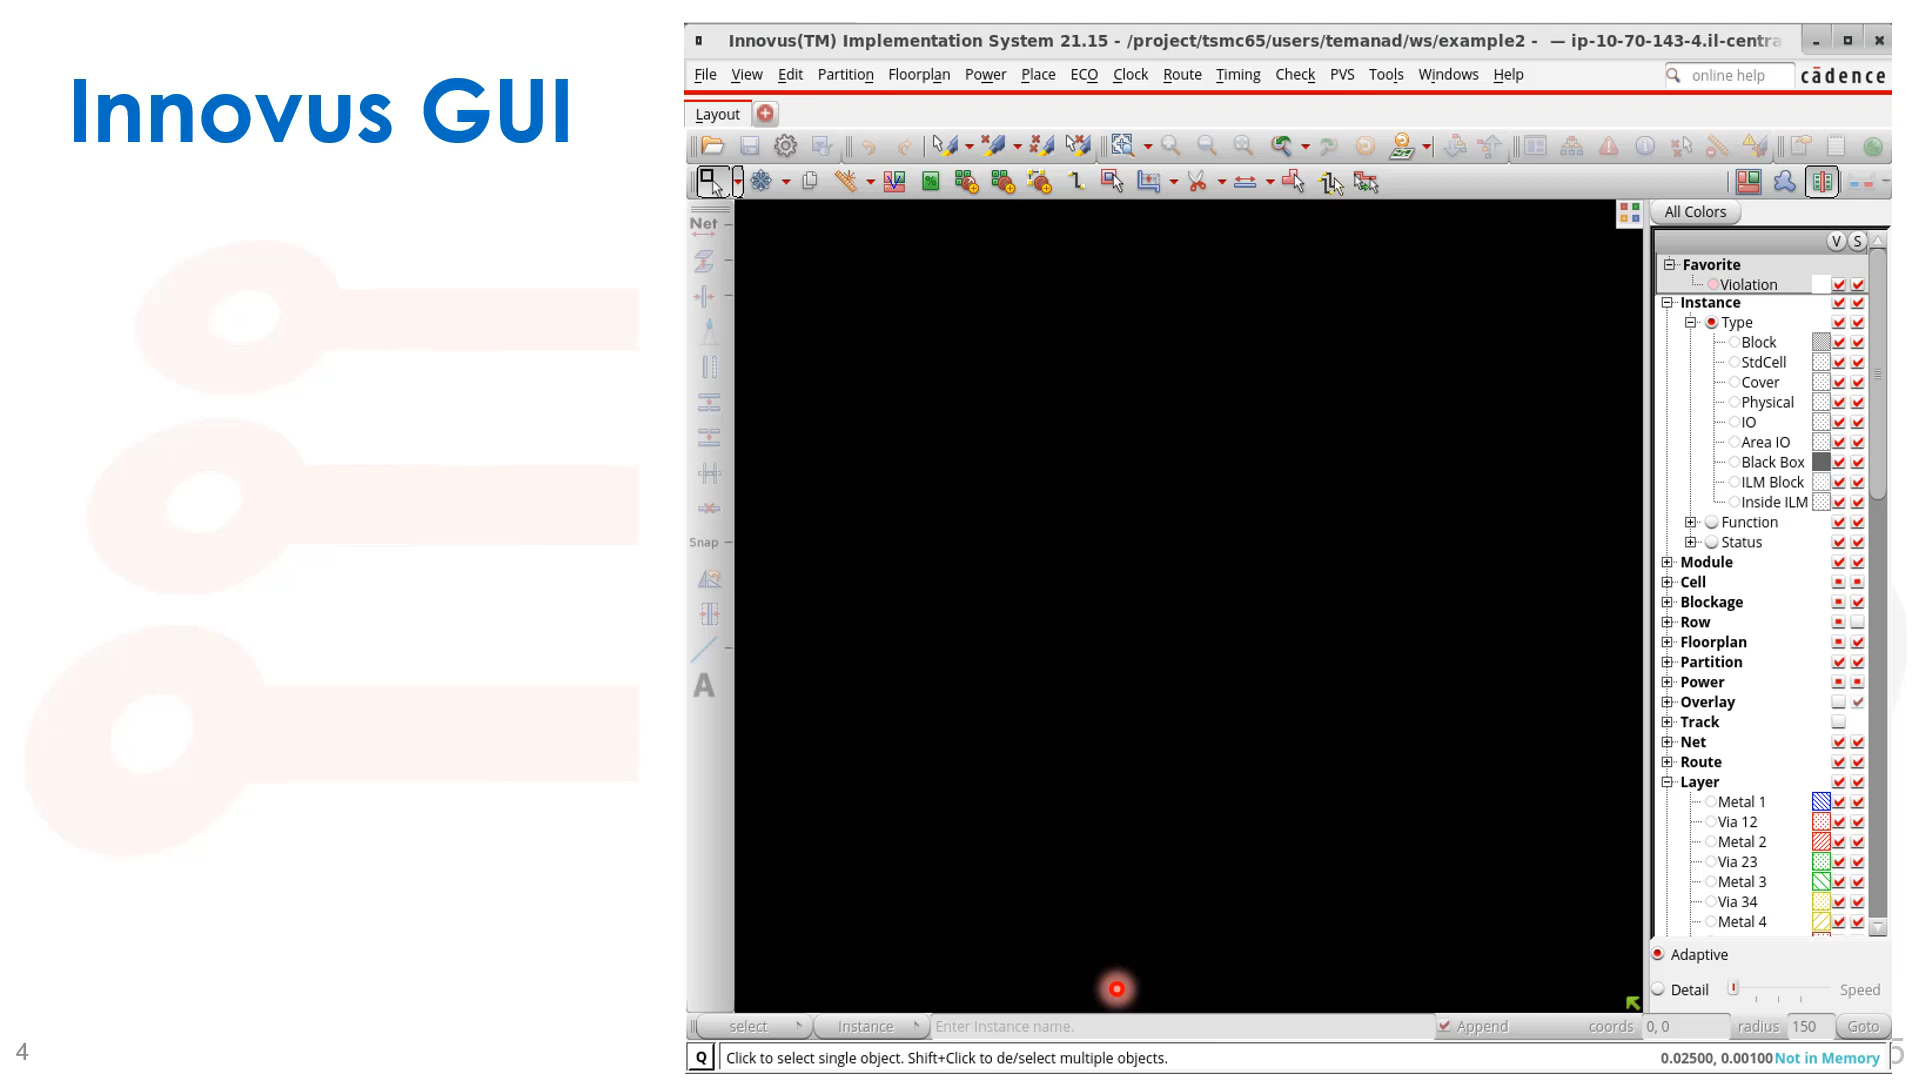 Innovus GUI
Innovus(TM) Implementation System 21.15 - /project/tsmc65/users/temanad/ws/example2 - — ip-10-70-143-4.il-centra
File View Edit Partition Floorplan Power Place ECO Clock Route Timing Check PVS Tools Windows Help
online help
cādence
Layout
Net
Snap
A
All Colors
V S
Favorite
Violation
Instance
Type
Block
StdCell
Cover
Physical
IO
Area IO
Black Box
ILM Block
Inside ILM
Function
Status
Module
Cell
Blockage
Row
Floorplan
Partition
Power
Overlay
Track
Net
Route
Layer
Metal 1
Via 12
Metal 2
Via 23
Metal 3
Via 34
Metal 4
Adaptive
Detail Speed
select Instance Enter Instance name. Append coords 0, 0 radius 150 Goto
Q Click to select single object. Shift+Click to de/select multiple objects. 0.02500, 0.00100 Not in Memory
4
5